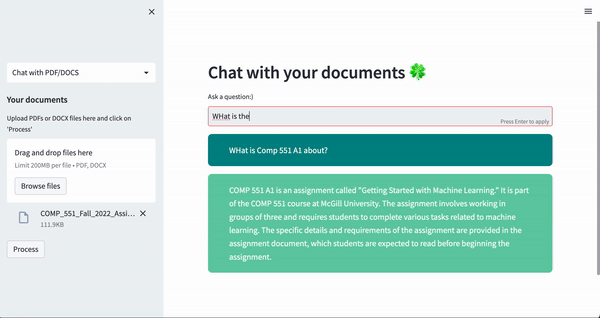 Chat with PDF/DOCS
Your documents
Upload PDFs or DOCX files here and click on
'Process'
Drag and drop files here
Limit 200MB per file • PDF, DOCX
Browse files
COMP_551_Fall_2022_Assi...
111.9KB
Process
Chat with your documents 🍀
Ask a question:)
WHat is the
Press Enter to apply
WHat is Comp 551 A1 about?
COMP 551 A1 is an assignment called "Getting Started with Machine Learning." It is part
of the COMP 551 course at McGill University. The assignment involves working in
groups of three and requires students to complete various tasks related to machine
learning. The specific details and requirements of the assignment are provided in the
assignment document, which students are expected to read before beginning the
assignment.